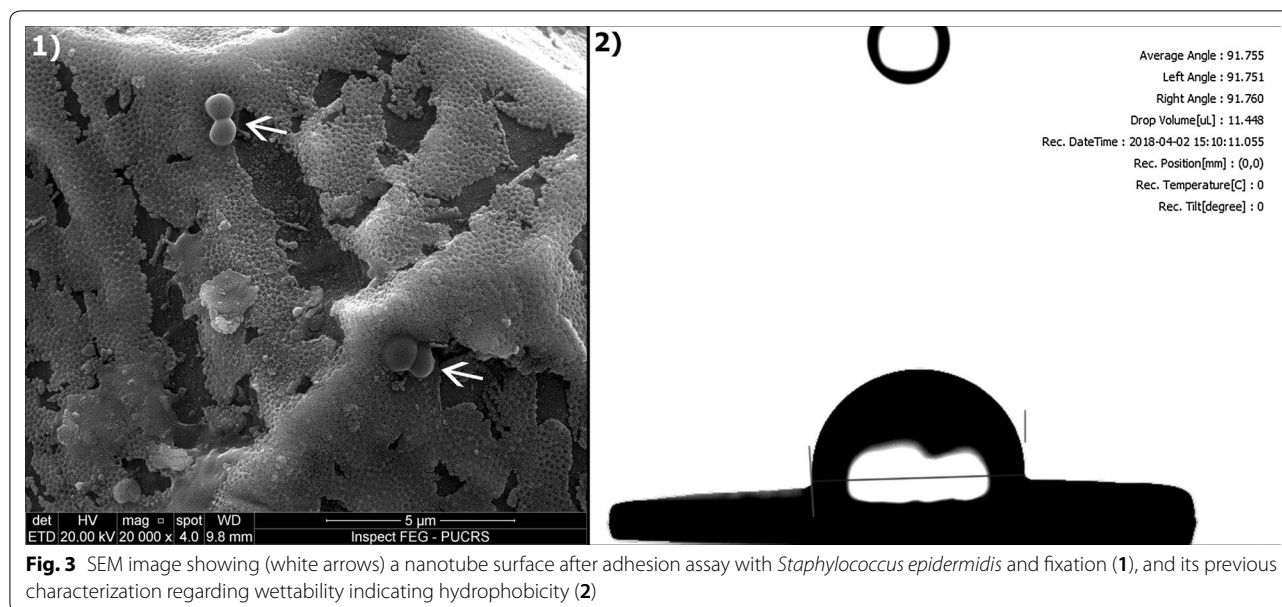 1)
det HV mag □ spot WD 5 µm
ETD 20.00 kV 20 000 x 4.0 9.8 mm Inspect FEG - PUCRS
2)
Average Angle : 91.755
Left Angle : 91.751
Right Angle : 91.760
Drop Volume[uL] : 11.448
Rec. DateTime : 2018-04-02 15:10:11.055
Rec. Position[mm] : (0,0)
Rec. Temperature[C] : 0
Rec. Tilt[degree] : 0
Fig. 3 SEM image showing (white arrows) a nanotube surface after adhesion assay with Staphylococcus epidermidis and fixation (1), and its previous
characterization regarding wettability indicating hydrophobicity (2)